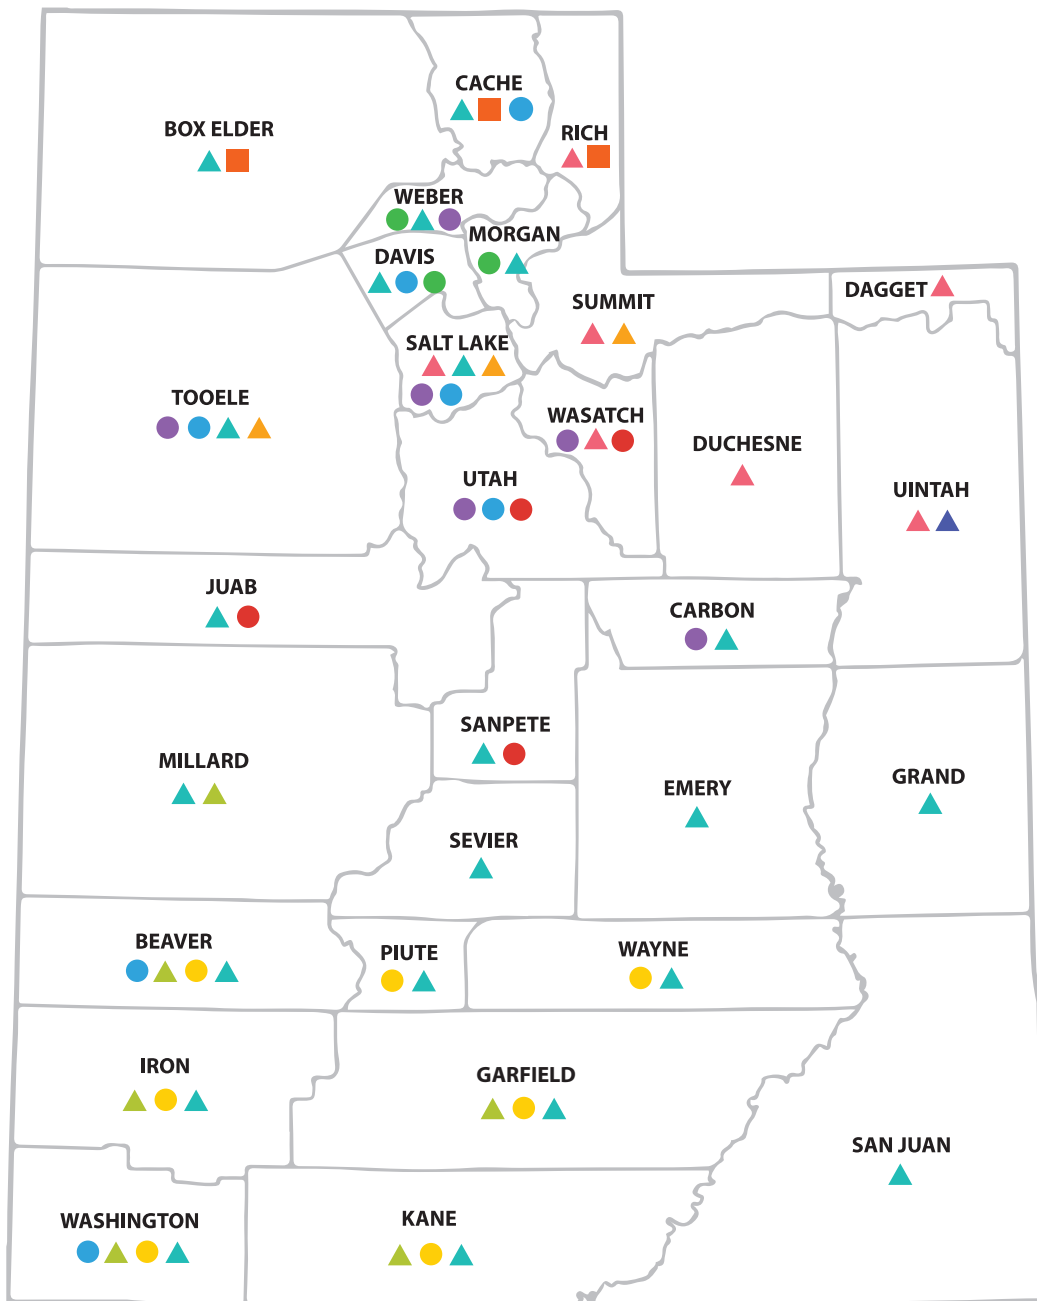 CACHE
BOX ELDER
RICH
WEBER
MORGAN
DAVIS
DAGGET
SUMMIT
SALT LAKE
TOOELE
WASATCH
DUCHESNE
UTAH
UINTAH
JUAB
CARBON
SANPETE
MILLARD
GRAND
EMERY
SEVIER
BEAVER
PIUTE
WAYNE
IRON
GARFIELD
SAN JUAN
WASHINGTON
KANE